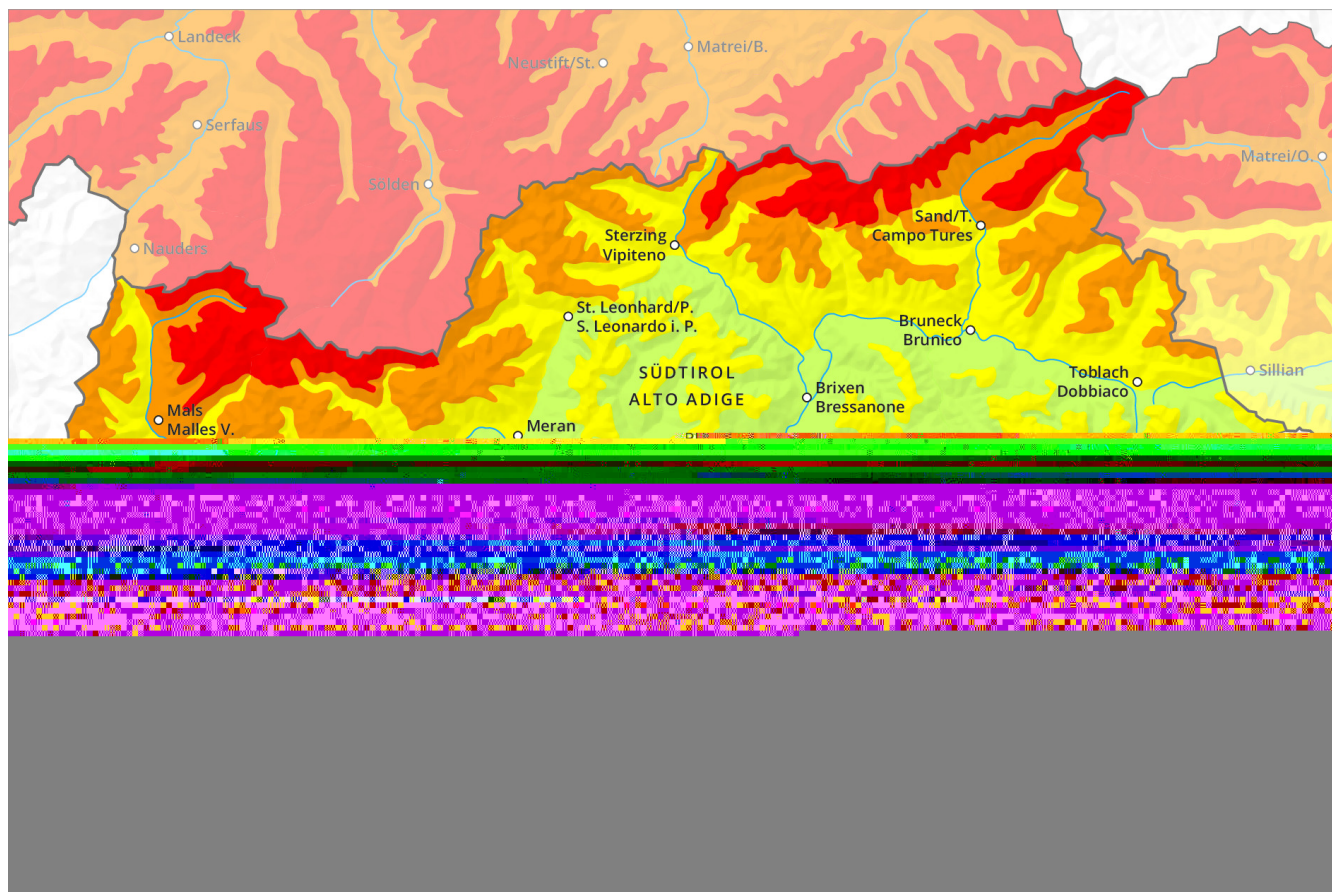 Landeck
Matrei/B.
Neustift/St.
Serfaus
Matrei/O.
Sölden
Sand/T.
Campo Tures
Sterzing
Vipiteno
Nauders
St. Leonhard/P.
S. Leonardo i. P.
Bruneck
Brunico
SÜDTIROL
ALTO ADIGE
Toblach
Dobbiaco
Sillian
Brixen
Bressanone
Mals
Malles V.
Meran